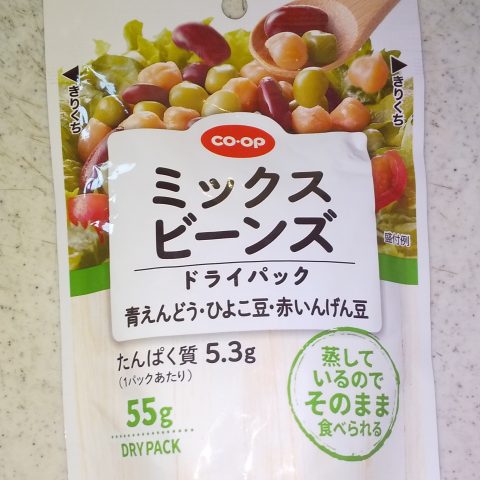 ◀きりくち
きりくち▶
CO·OP
ミックス
ビーンズ
ドライパック
青えんどう・ひよこ豆・赤いんげん豆
盛付例
たんぱく質 5.3g
(1パックあたり)
55g
DRY PACK
蒸して
いるので
そのまま
食べられる